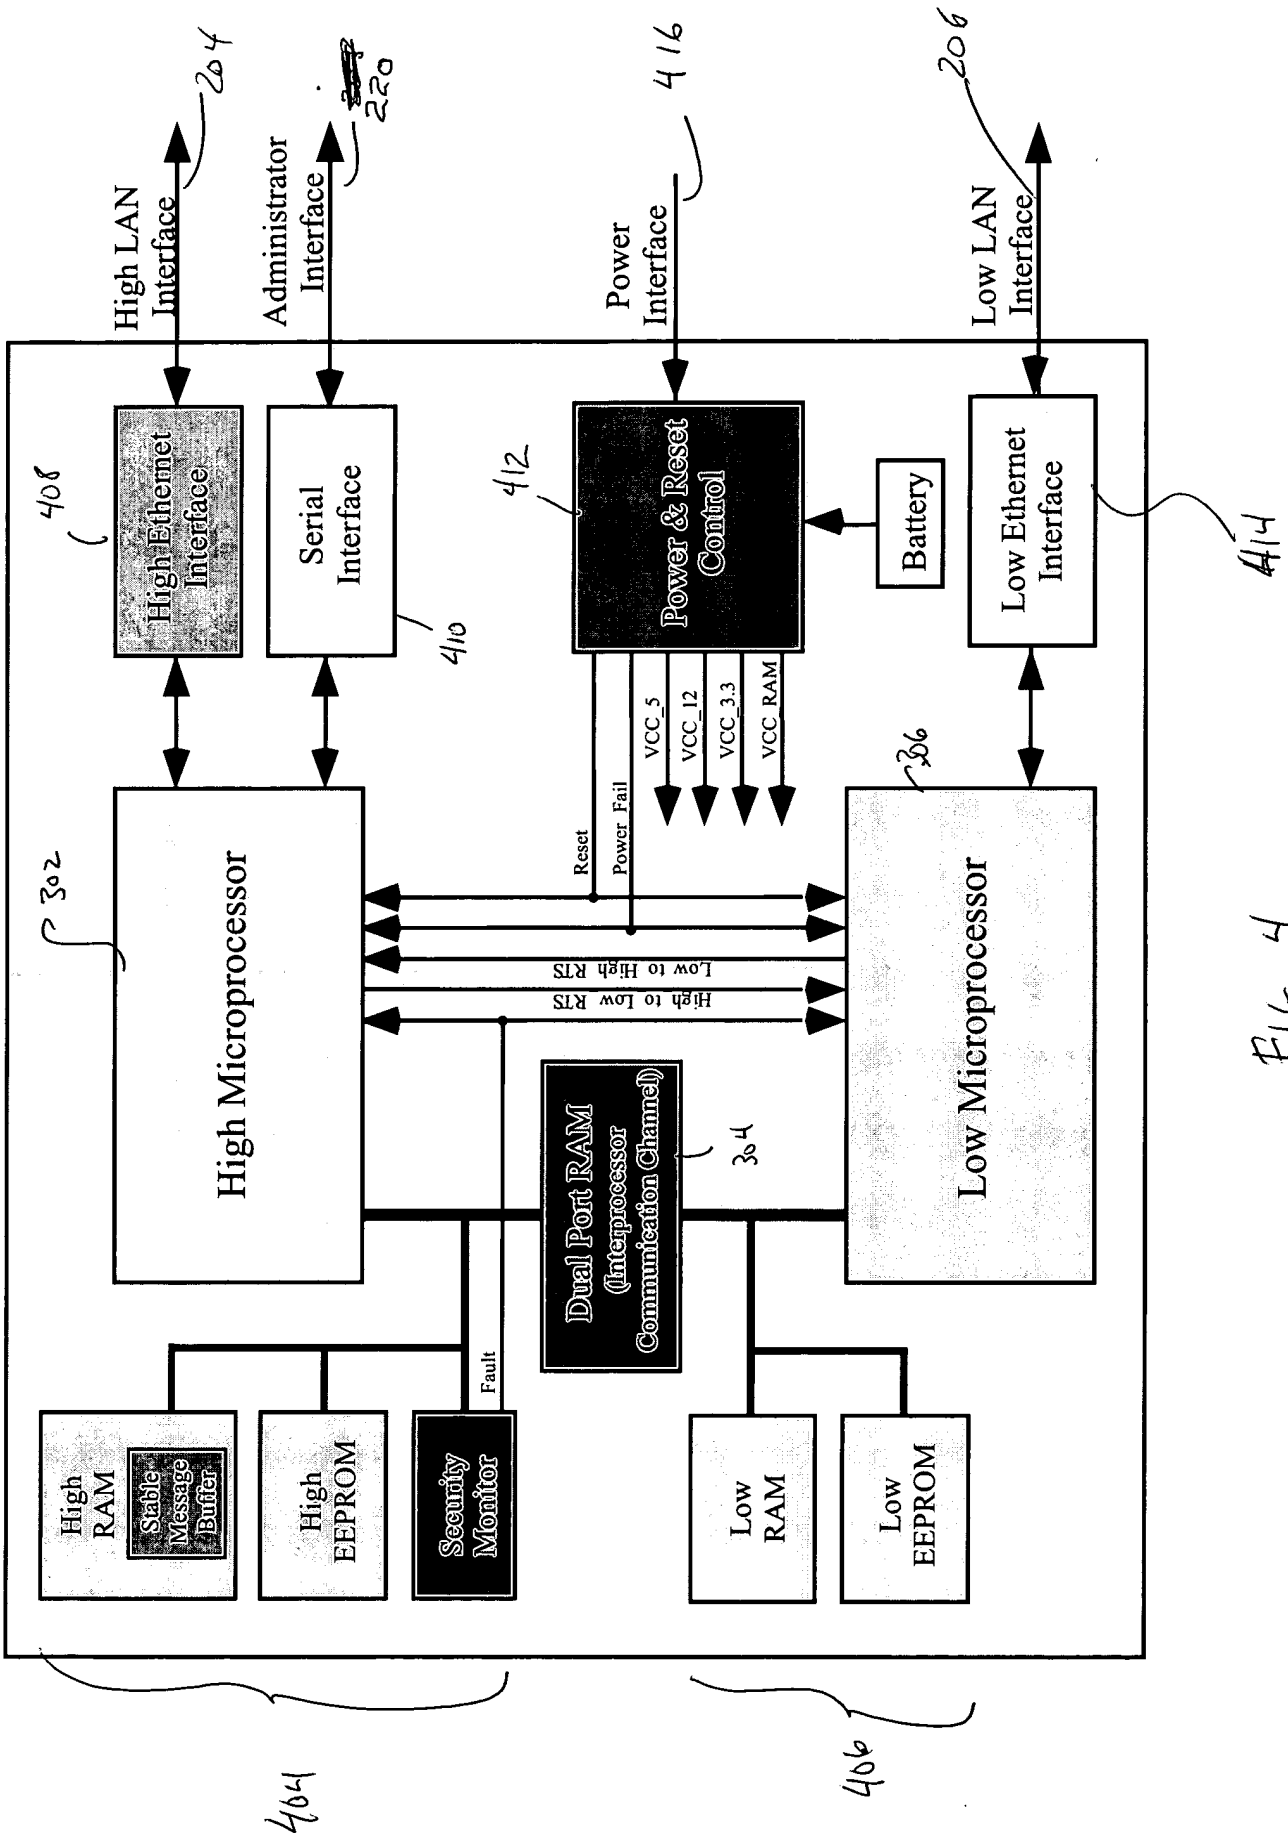 404
High
RAM
Stable
Message
Buffer
High
EEPROM
Security
Monitor
Fault
302
High Microprocessor
408
High Ethernet
Interface
High LAN
Interface
204
410
Serial
Interface
Administrator
Interface
220
High to Low RTS
Low to High RTS
Dual Port RAM
(Interprocessor
Communication Channel)
304
Reset
Power Fail
VCC_5
VCC_12
VCC_3.3
VCC_RAM
412
Power & Reset
Control
Power
Interface
416
Battery
406
Low
RAM
Low
EEPROM
306
Low Microprocessor
Low Ethernet
Interface
414
Low LAN
Interface
206
FIG 4